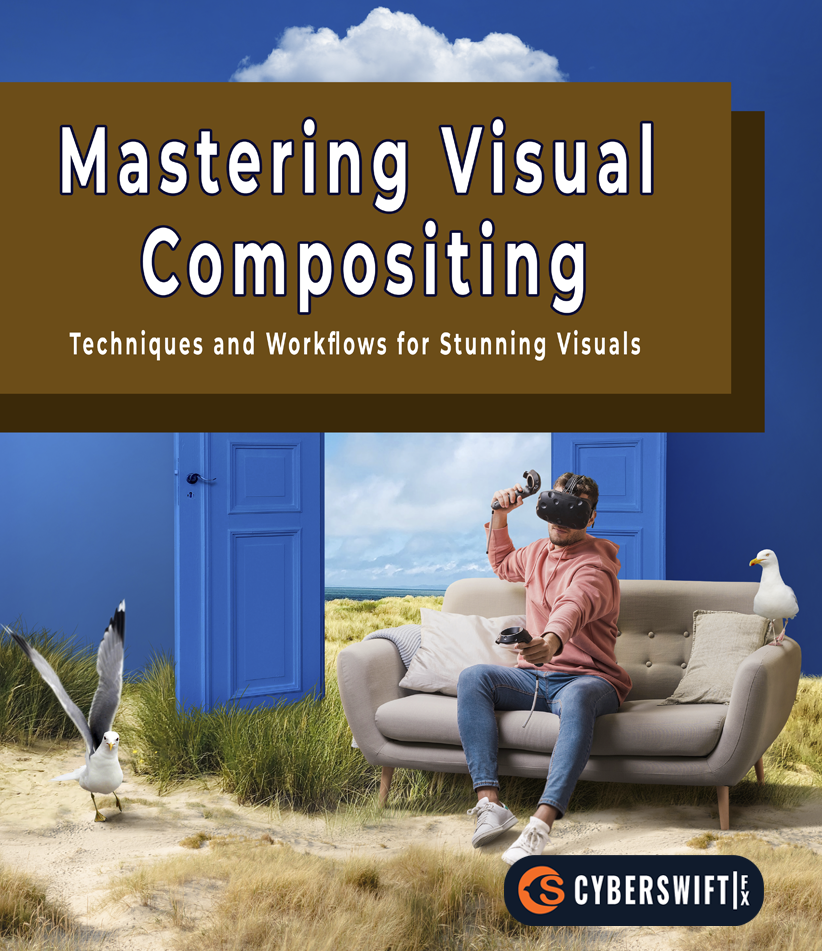 Mastering Visual
Compositing
Techniques and Workflows for Stunning Visuals
S CYBERSWIFT|FX